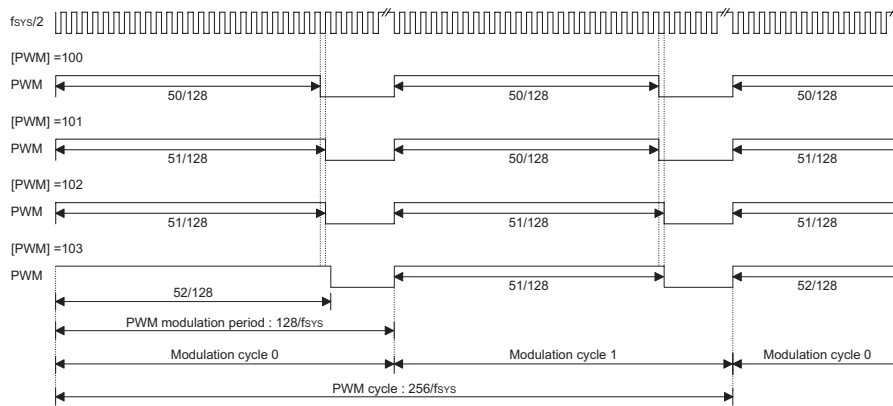 fSYS/2
[PWM] =100
PWM
50/128 50/128 50/128
[PWM] =101
PWM
51/128 50/128 51/128
[PWM] =102
PWM
51/128 51/128 51/128
[PWM] =103
PWM
52/128 51/128 52/128
PWM modulation period : 128/fSYS
Modulation cycle 0 Modulation cycle 1 Modulation cycle 0
PWM cycle : 256/fSYS